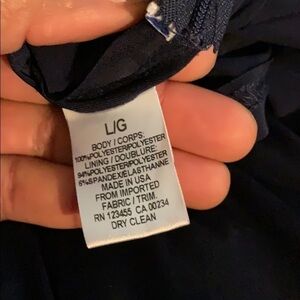 L/G
BODY / CORPS:
100%POLYESTER/POLYESTER
LINING / DOUBLURE:
94%POLYESTER/POLYESTER
6%SPANDEX/ELASTHANNE
MADE IN USA
FROM IMPORTED
FABRIC / TRIM.
RN 123455 CA 00234
DRY CLEAN